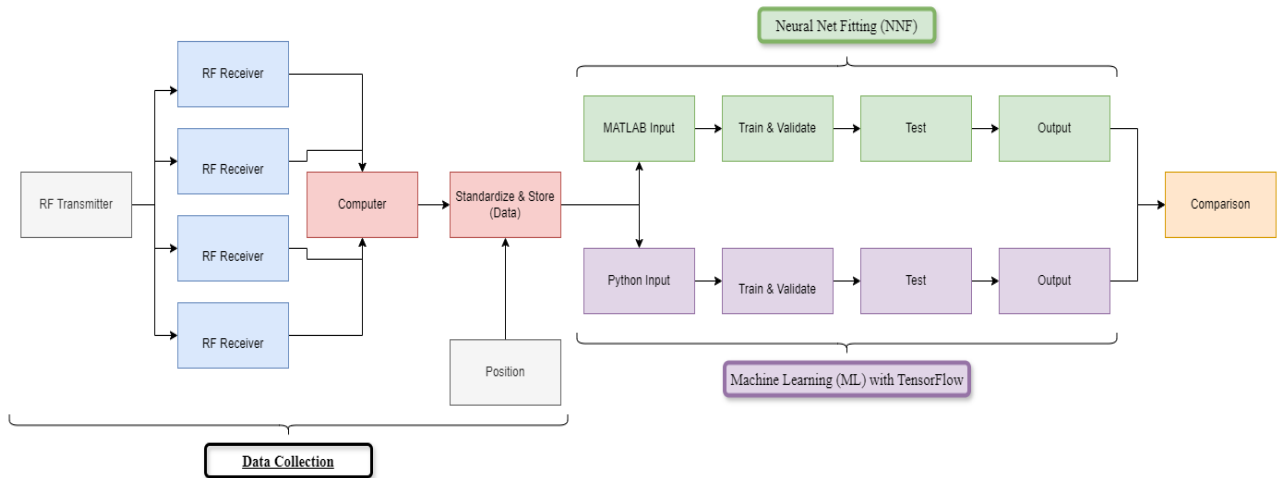 Neural Net Fitting (NNF)
RF Receiver
RF Receiver
RF Receiver
RF Receiver
RF Transmitter
Computer
Standardize & Store
(Data)
Position
Data Collection
MATLAB Input
Train & Validate
Test
Output
Python Input
Train & Validate
Test
Output
Machine Learning (ML) with TensorFlow
Comparison